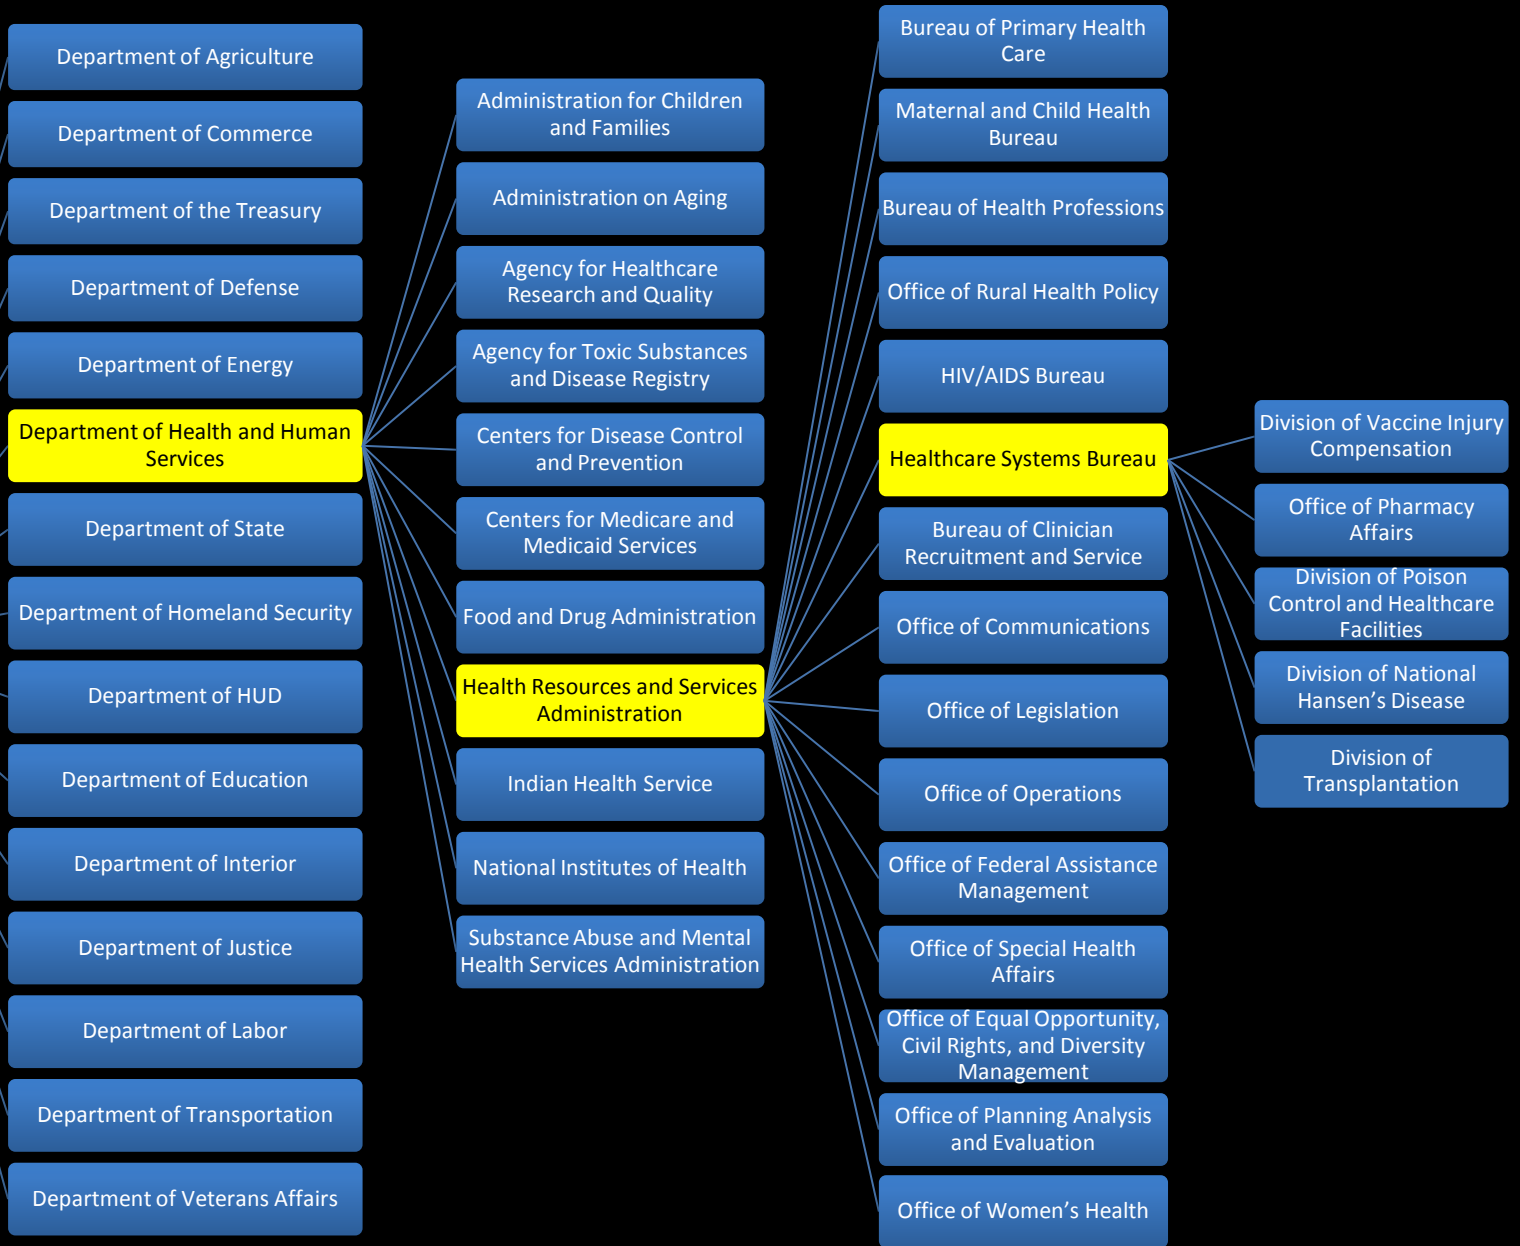 Department of Agriculture
Department of Commerce
Department of the Treasury
Department of Defense
Department of Energy
Department of Health and Human
Services
Department of State
Department of Homeland Security
Department of HUD
Department of Education
Department of Interior
Department of Justice
Department of Labor
Department of Transportation
Department of Veterans Affairs
Administration for Children
and Families
Administration on Aging
Agency for Healthcare
Research and Quality
Agency for Toxic Substances
and Disease Registry
Centers for Disease Control
and Prevention
Centers for Medicare and
Medicaid Services
Food and Drug Administration
Health Resources and Services
Administration
Indian Health Service
National Institutes of Health
Substance Abuse and Mental
Health Services Administration
Bureau of Primary Health
Care
Maternal and Child Health
Bureau
Bureau of Health Professions
Office of Rural Health Policy
HIV/AIDS Bureau
Healthcare Systems Bureau
Bureau of Clinician
Recruitment and Service
Office of Communications
Office of Legislation
Office of Operations
Office of Federal Assistance
Management
Office of Special Health
Affairs
Office of Equal Opportunity,
Civil Rights, and Diversity
Management
Office of Planning Analysis
and Evaluation
Office of Women's Health
Division of Vaccine Injury
Compensation
Office of Pharmacy
Affairs
Division of Poison
Control and Healthcare
Facilities
Division of National
Hansen's Disease
Division of
Transplantation